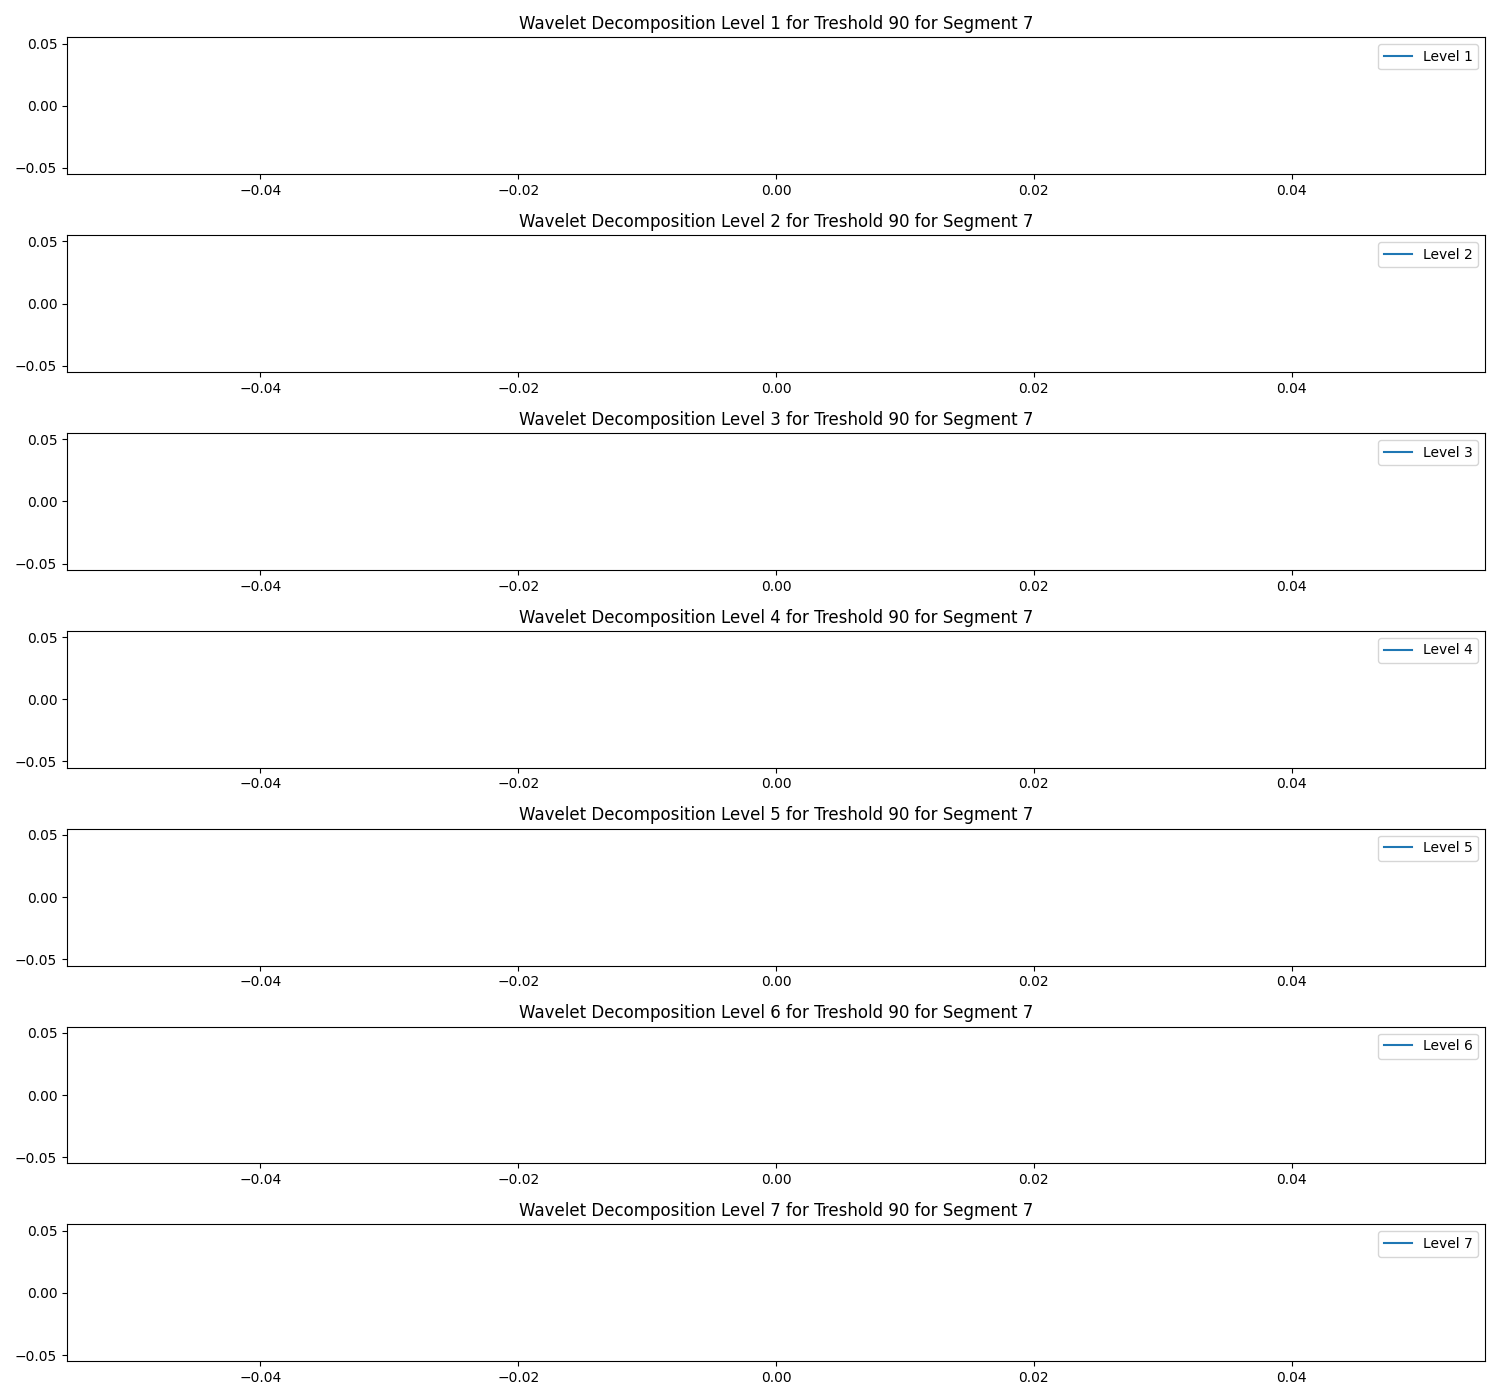 Wavelet Decomposition Level 1 for Treshold 90 for Segment 7
0.05
Level 1
0.00
−0.05
−0.04 −0.02 0.00 0.02 0.04
Wavelet Decomposition Level 2 for Treshold 90 for Segment 7
0.05
Level 2
0.00
−0.05
−0.04 −0.02 0.00 0.02 0.04
Wavelet Decomposition Level 3 for Treshold 90 for Segment 7
0.05
Level 3
0.00
−0.05
−0.04 −0.02 0.00 0.02 0.04
Wavelet Decomposition Level 4 for Treshold 90 for Segment 7
0.05
Level 4
0.00
−0.05
−0.04 −0.02 0.00 0.02 0.04
Wavelet Decomposition Level 5 for Treshold 90 for Segment 7
0.05
Level 5
0.00
−0.05
−0.04 −0.02 0.00 0.02 0.04
Wavelet Decomposition Level 6 for Treshold 90 for Segment 7
0.05
Level 6
0.00
−0.05
−0.04 −0.02 0.00 0.02 0.04
Wavelet Decomposition Level 7 for Treshold 90 for Segment 7
0.05
Level 7
0.00
−0.05
−0.04 −0.02 0.00 0.02 0.04